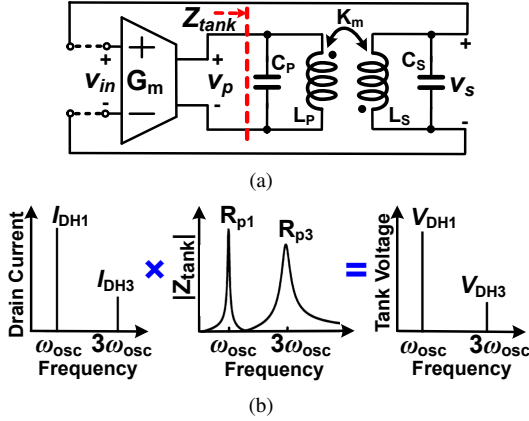 Z_tank
K_m
+
+
+
+
v_in
G_m
v_p
C_P
C_S
v_s
-
−
-
L_P
L_S
-
(a)
I_DH1
R_p1
R_p3
V_DH1
Drain Current
I_DH3
×
|Z_tank|
=
Tank Voltage
V_DH3
ω_osc 3ω_osc
ω_osc 3ω_osc
ω_osc 3ω_osc
Frequency
Frequency
Frequency
(b)